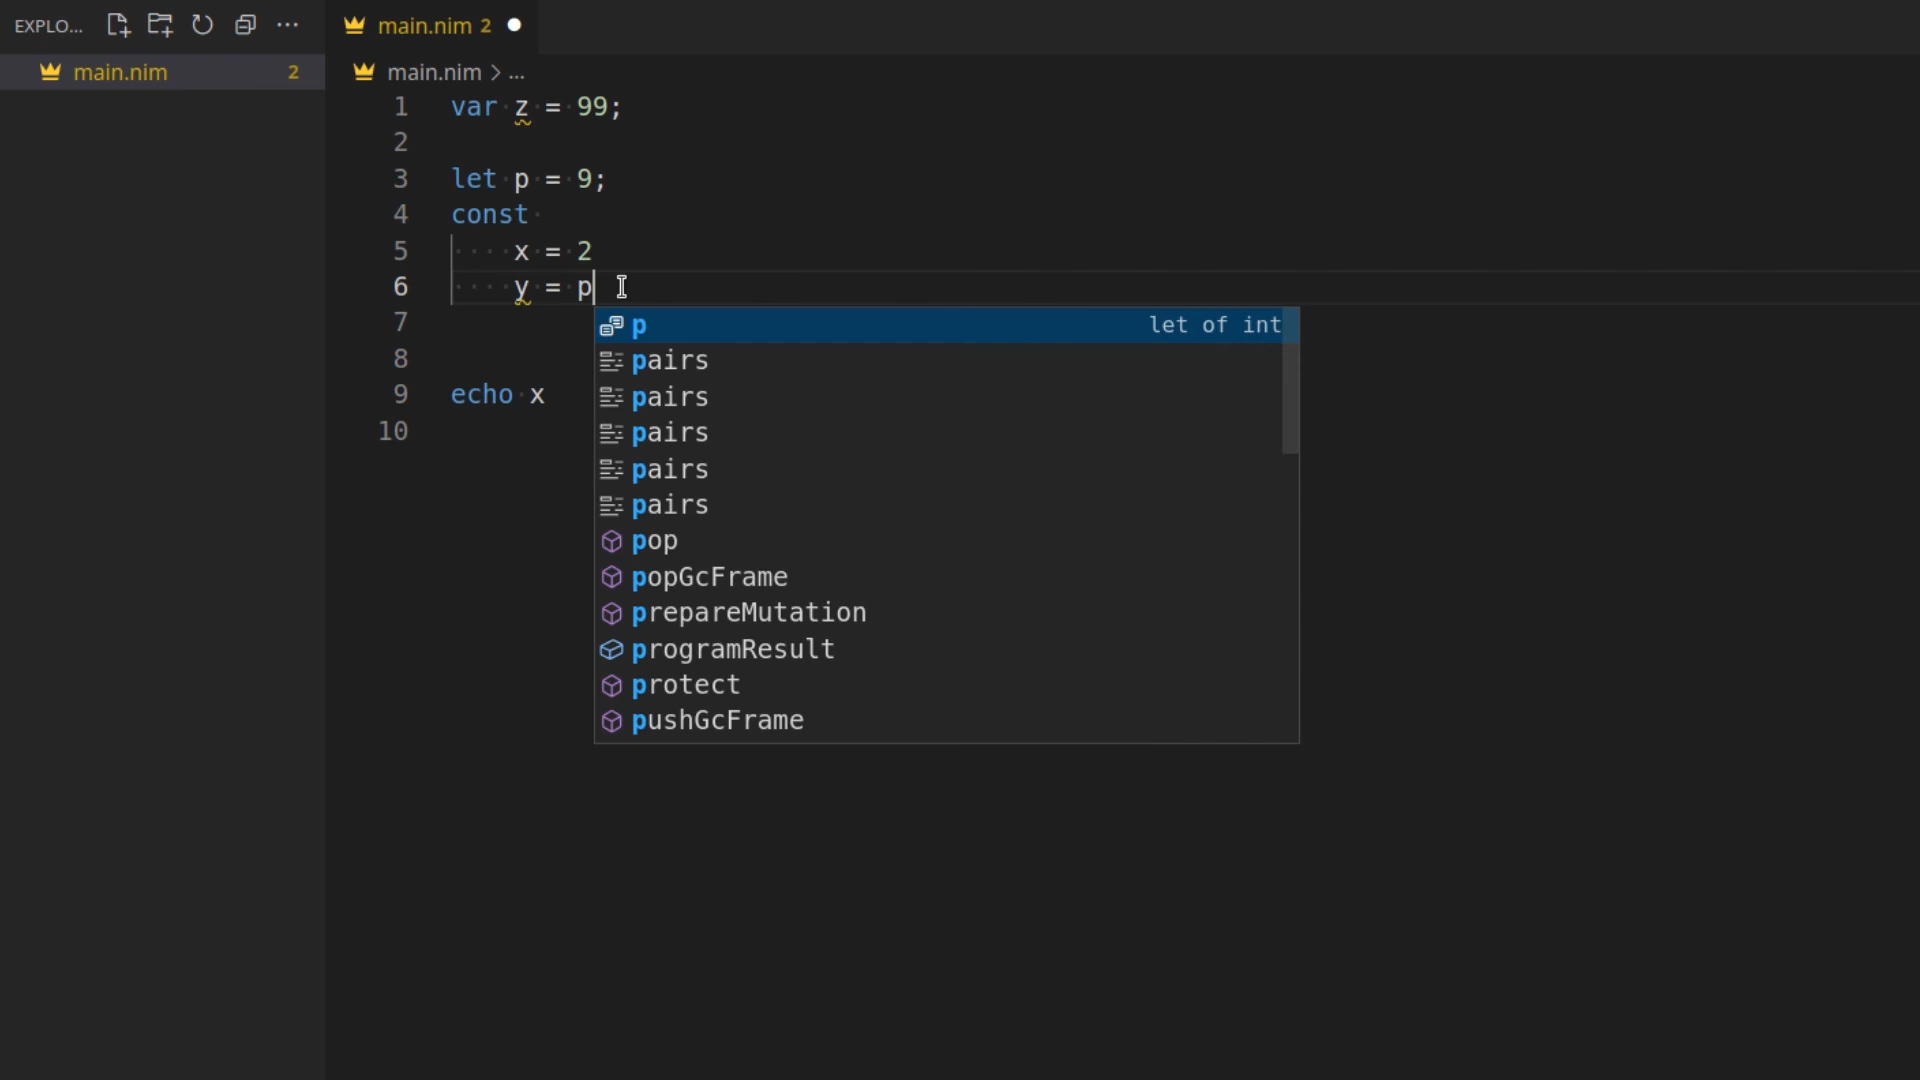 EXPLO... ...
main.nim 2
main.nim 2
main.nim > ...
1 var z = 99;
2
3 let p = 9;
4 const
5 x = 2
6 y = p
7
8
9 echo x
10
p let of int
pairs
pairs
pairs
pairs
pairs
pop
popGcFrame
prepareMutation
programResult
protect
pushGcFrame